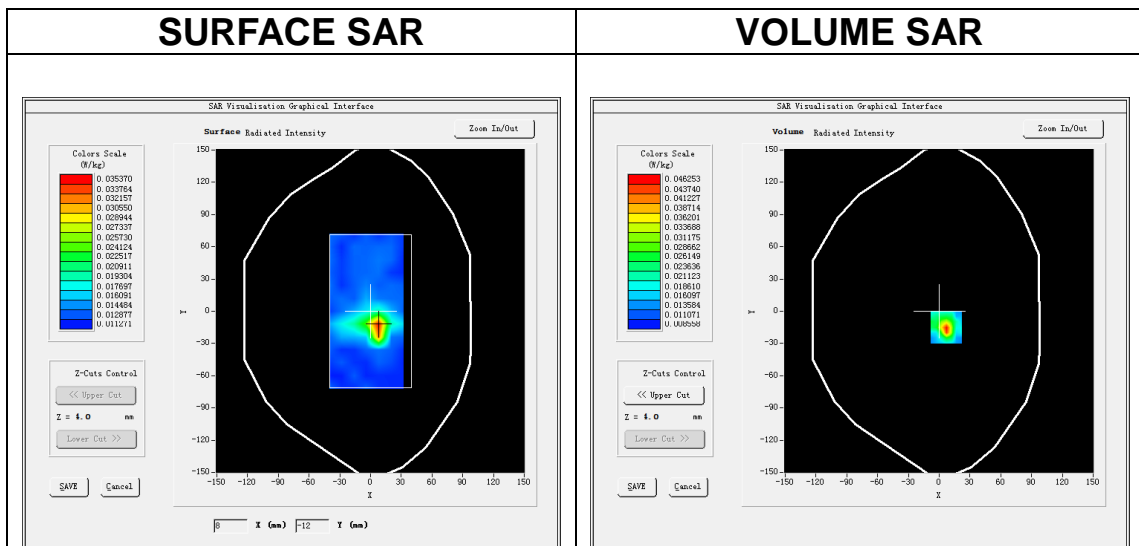 SURFACE SAR
VOLUME SAR
SAR Visualisation Graphical Interface
Surface Radiated Intensity
Zoom In/Out
Colors Scale
(W/kg)
0.035370
0.033764
0.032157
0.030550
0.028944
0.027337
0.025730
0.024124
0.022517
0.020911
0.019304
0.017697
0.016091
0.014484
0.012877
0.011271
150
120
90
60
30
0
-30
-60
-90
-120
-150
Y
-150 -120 -90 -60 -30 0 30 60 90 120 150
X
Z-Cuts Control
<< Upper Cut
Z = 4.0 mm
Lower Cut >>
SAVE Cancel
8 X (mm) -12 Y (mm)
SAR Visualisation Graphical Interface
Volume Radiated Intensity
Zoom In/Out
Colors Scale
(W/kg)
0.046253
0.043740
0.041227
0.038714
0.036201
0.033688
0.031175
0.028662
0.026149
0.023636
0.021123
0.018610
0.016097
0.013584
0.011071
0.008558
150
120
90
60
30
0
-30
-60
-90
-120
-150
Y
-150 -120 -90 -60 -30 0 30 60 90 120 150
X
Z-Cuts Control
<< Upper Cut
Z = 4.0 mm
Lower Cut >>
SAVE Cancel